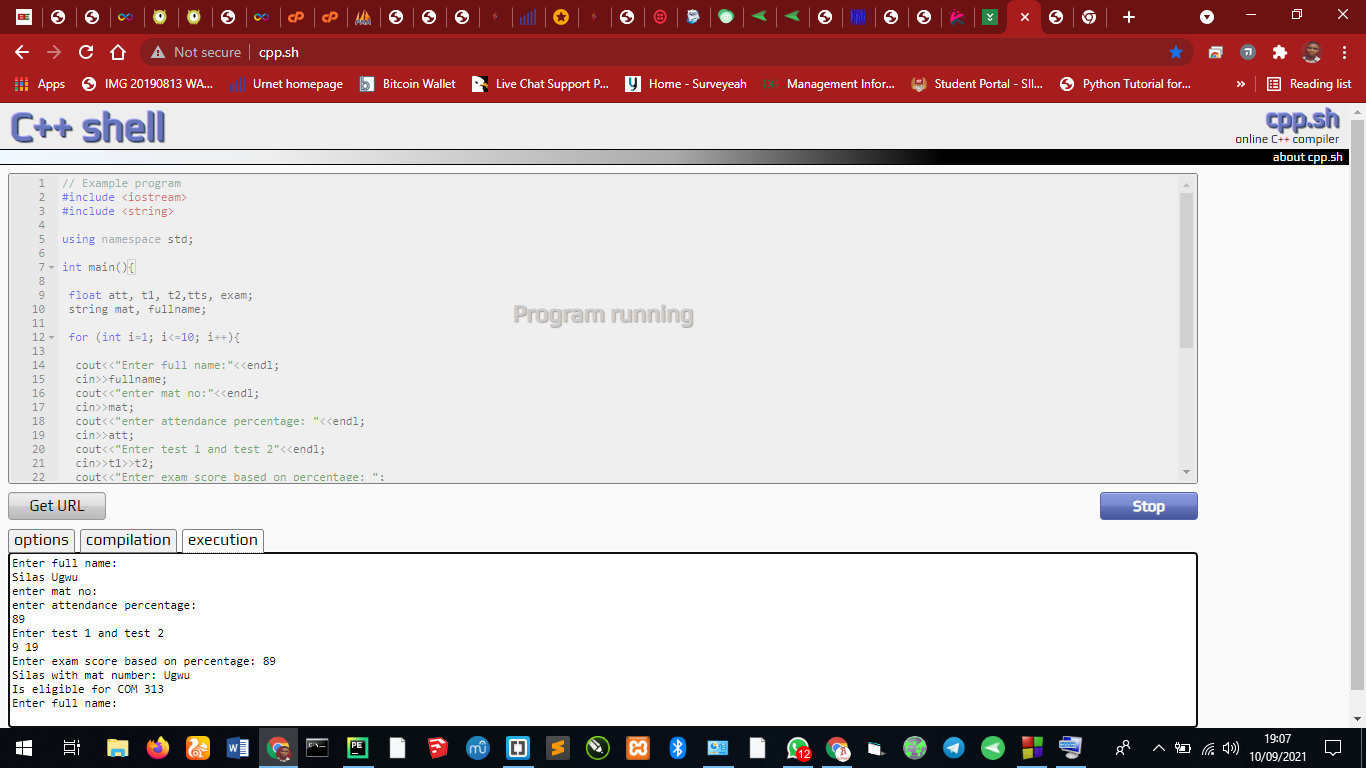 Not secure
cpp.sh
Apps
IMG 20190813 WA...
Urnet homepage
Bitcoin Wallet
Live Chat Support P...
Home - Surveyeah
Management Infor...
Student Portal - SII...
Python Tutorial for...
»
Reading list
C++ shell
cpp.sh
online C++ compiler
about cpp.sh
1 // Example program
2 #include <iostream>
3 #include <string>
4
5 using namespace std;
6
7 int main(){
8
9 float att, t1, t2,tts, exam;
10 string mat, fullname;
11
12 for (int i=1; i<=10; i++){
13
14 cout<<"Enter full name:"<<endl;
15 cin>>fullname;
16 cout<<"enter mat no:"<<endl;
17 cin>>mat;
18 cout<<"enter attendance percentage: "<<endl;
19 cin>>att;
20 cout<<"Enter test 1 and test 2"<<endl;
21 cin>>t1>>t2;
22 cout<<"Enter exam score based on percentage: ";
Program running
Get URL
Stop
options
compilation
execution
Enter full name:
Silas Ugwu
enter mat no:
enter attendance percentage:
89
Enter test 1 and test 2
9 19
Enter exam score based on percentage: 89
Silas with mat number: Ugwu
Is eligible for COM 313
Enter full name:
12
19:07
10/09/2021